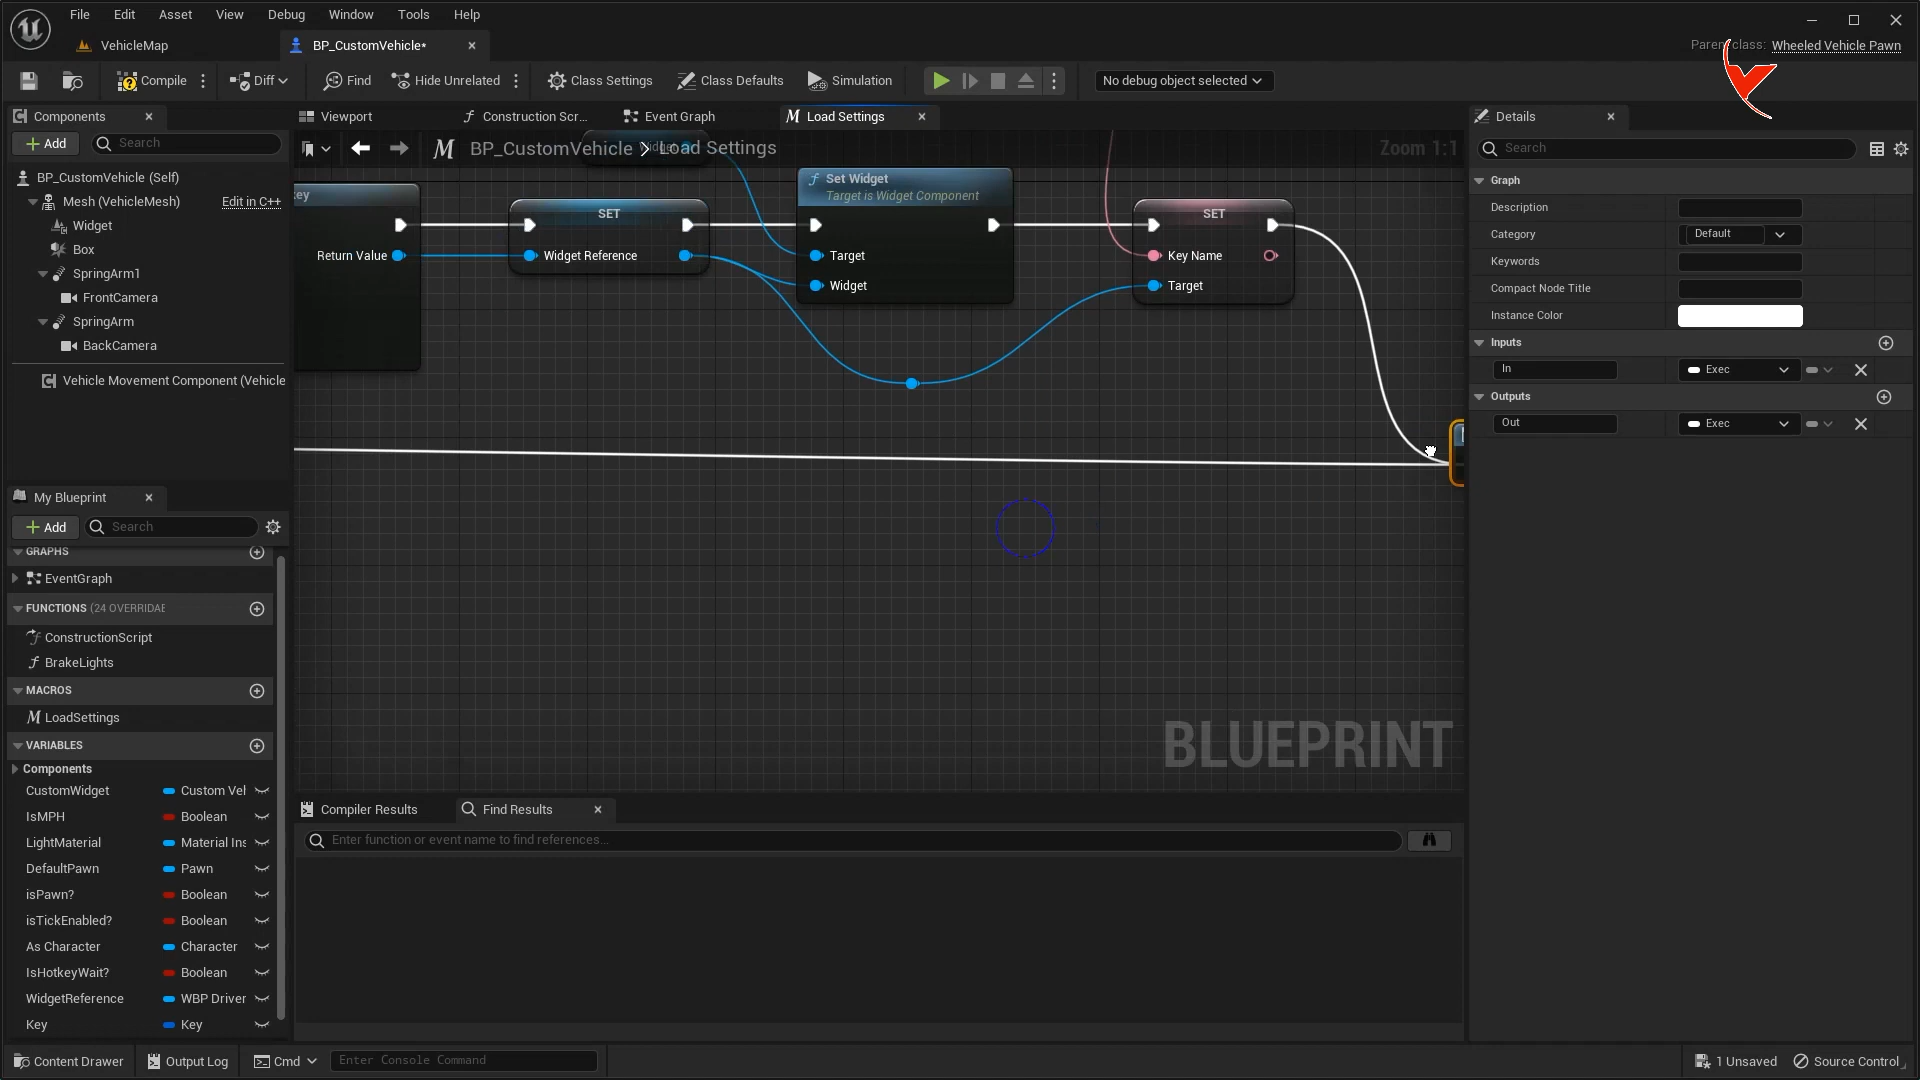 File Edit Asset View Debug Window Tools Help
VehicleMap
BP_CustomVehicle*
Parent class: Wheeled Vehicle Pawn
Compile
Diff
Find
Hide Unrelated
Class Settings
Class Defaults
Simulation
No debug object selected
Components
Add
Search
BP_CustomVehicle (Self)
Mesh (VehicleMesh)
Edit in C++
Widget
Box
SpringArm1
FrontCamera
SpringArm
BackCamera
Vehicle Movement Component (Vehicle
My Blueprint
Add
Search
GRAPHS
EventGraph
FUNCTIONS (24 OVERRIDAE
ConstructionScript
BrakeLights
MACROS
LoadSettings
VARIABLES
Components
CustomWidget Custom Vel
IsMPH Boolean
LightMaterial Material Ins
DefaultPawn Pawn
isPawn? Boolean
isTickEnabled? Boolean
As Character Character
IsHotkeyWait? Boolean
WidgetReference WBP Driver
Key Key
Viewport
Construction Scr...
Event Graph
Load Settings
BP_CustomVehicle > Load Settings
Zoom 1:1
ey
Return Value
SET
Widget Reference
Set Widget
Target is Widget Component
Target
Widget
SET
Key Name
Target
BLUEPRINT
Compiler Results
Find Results
Enter function or event name to find references...
Details
Search
Graph
Description
Category Default
Keywords
Compact Node Title
Instance Color
Inputs
In Exec
Outputs
Out Exec
Content Drawer
Output Log
Cmd
Enter Console Command
1 Unsaved
Source Control